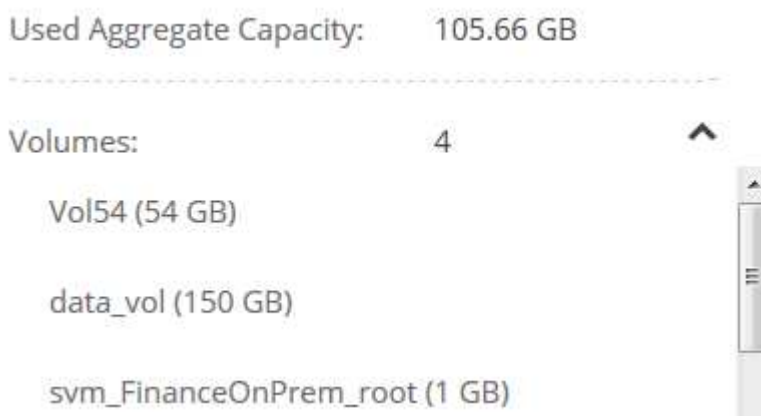 Used Aggregate Capacity: 105.66 GB
Volumes: 4
Vol54 (54 GB)
data_vol (150 GB)
svm_FinanceOnPrem_root (1 GB)